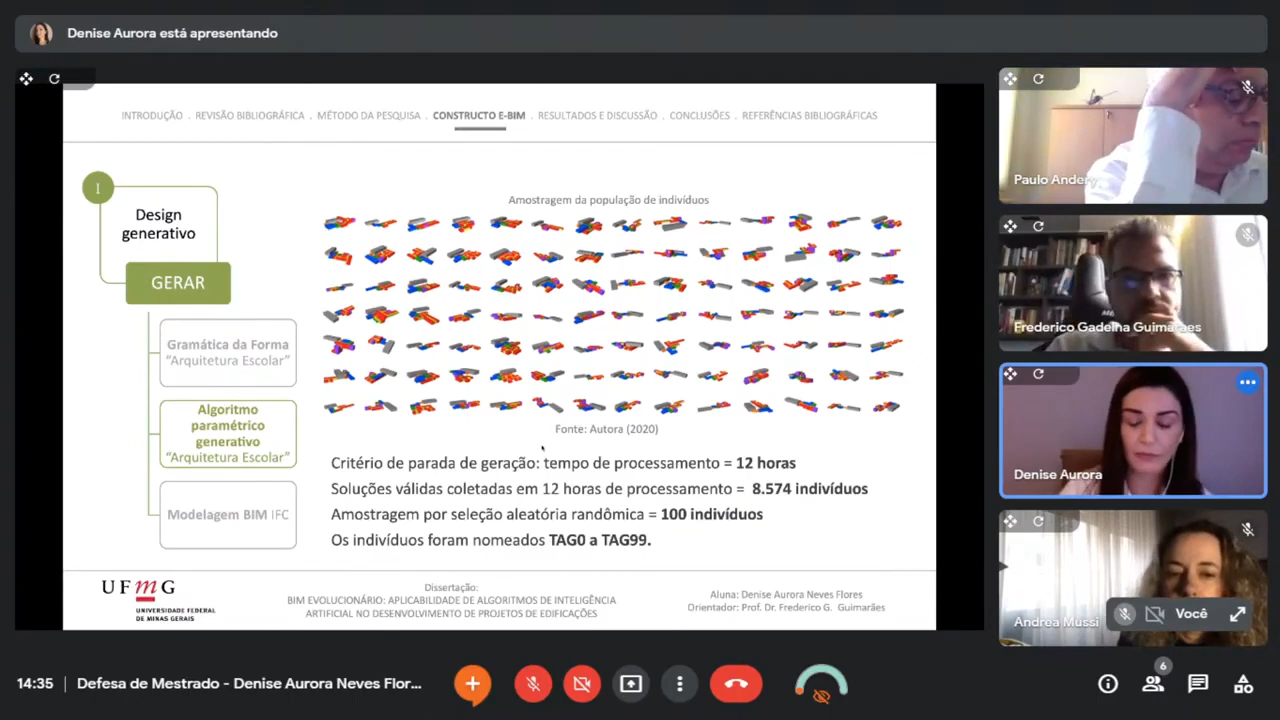 Denise Aurora está apresentando
INTRODUÇÃO . REVISÃO BIBLIOGRÁFICA . MÉTODO DA PESQUISA . CONSTRUCTO E-BIM . RESULTADOS E DISCUSSÃO . CONCLUSÕES . REFERÊNCIAS BIBLIOGRÁFICAS
I
Design
generativo
GERAR
Gramática da Forma
“Arquitetura Escolar”
Algoritmo
paramétrico
generativo
“Arquitetura Escolar”
Modelagem BIM IFC
Amostragem da população de indivíduos
Fonte: Autora (2020)
Critério de parada de geração: tempo de processamento = 12 horas
Soluções válidas coletadas em 12 horas de processamento = 8.574 indivíduos
Amostragem por seleção aleatória randômica = 100 indivíduos
Os indivíduos foram nomeados TAG0 a TAG99.
UFmG
UNIVERSIDADE FEDERAL
DE MINAS GERAIS
Dissertação:
BIM EVOLUCIONÁRIO: APLICABILIDADE DE ALGORITMOS DE INTELIGÊNCIA
ARTIFICIAL NO DESENVOLVIMENTO DE PROJETOS DE EDIFICAÇÕES
Aluna: Denise Aurora Neves Flores
Orientador: Prof. Dr. Frederico G. Guimarães
Paulo Andery
Frederico Gadelha Guimaraes
Denise Aurora
Andrea Mussi
Você
14:35 | Defesa de Mestrado - Denise Aurora Neves Flor...
6